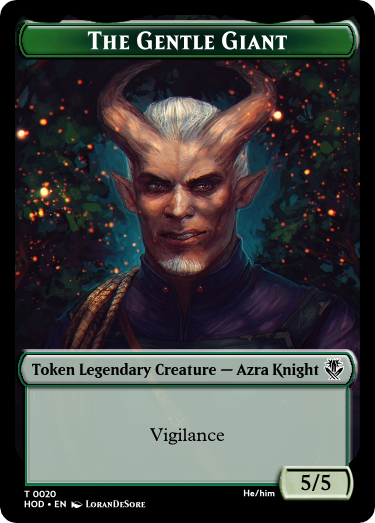 The Gentle Giant
Token Legendary Creature — Azra Knight
Vigilance
5/5
T 0020
He/him
HOD • EN LoranDeSore